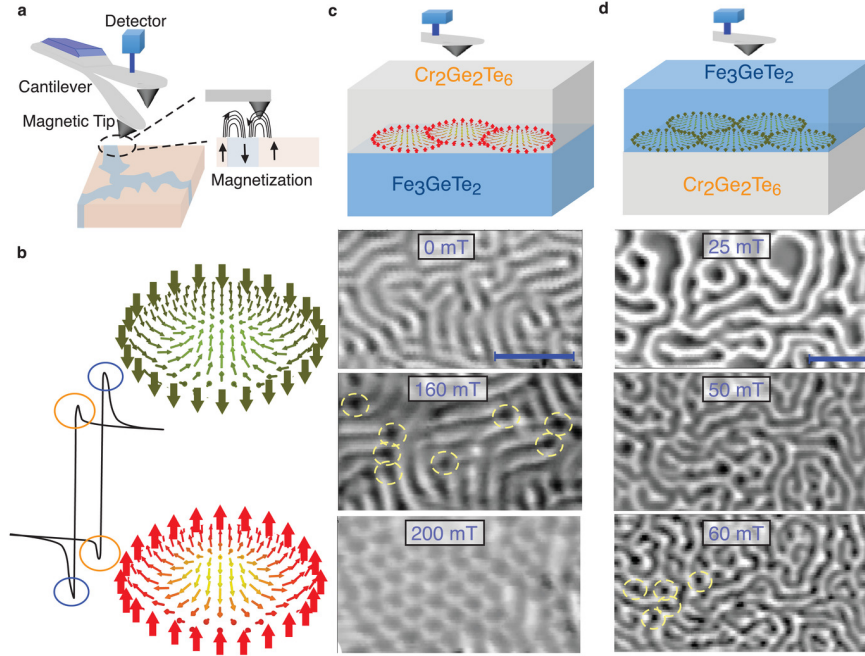 a
Detector
Cantilever
Magnetic Tip
Magnetization
b
c
Cr2Ge2Te6
Fe3GeTe2
0 mT
160 mT
200 mT
d
Fe3GeTe2
Cr2Ge2Te6
25 mT
50 mT
60 mT